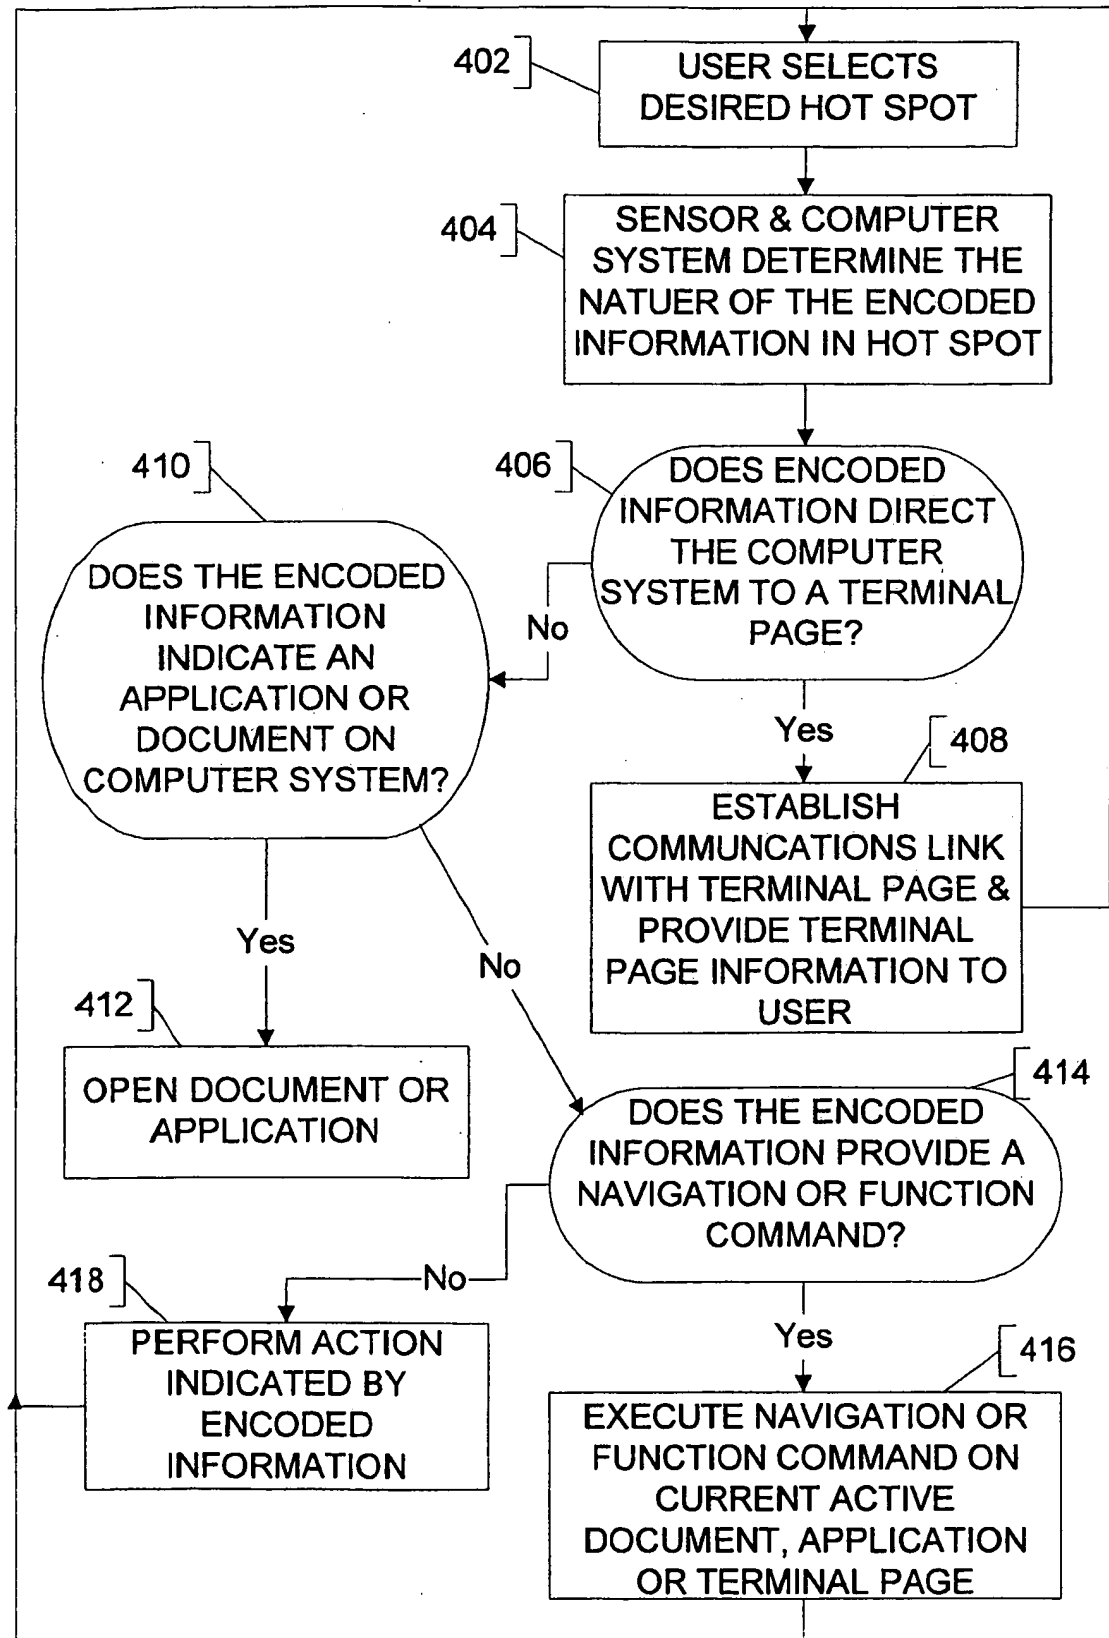 402
USER SELECTS
DESIRED HOT SPOT
404
SENSOR & COMPUTER
SYSTEM DETERMINE THE
NATUER OF THE ENCODED
INFORMATION IN HOT SPOT
406
DOES ENCODED
INFORMATION DIRECT
THE COMPUTER
SYSTEM TO A TERMINAL
PAGE?
No
Yes
410
DOES THE ENCODED
INFORMATION
INDICATE AN
APPLICATION OR
DOCUMENT ON
COMPUTER SYSTEM?
Yes
No
408
ESTABLISH
COMMUNCATIONS LINK
WITH TERMINAL PAGE &
PROVIDE TERMINAL
PAGE INFORMATION TO
USER
412
OPEN DOCUMENT OR
APPLICATION
414
DOES THE ENCODED
INFORMATION PROVIDE A
NAVIGATION OR FUNCTION
COMMAND?
No
Yes
418
PERFORM ACTION
INDICATED BY
ENCODED
INFORMATION
416
EXECUTE NAVIGATION OR
FUNCTION COMMAND ON
CURRENT ACTIVE
DOCUMENT, APPLICATION
OR TERMINAL PAGE